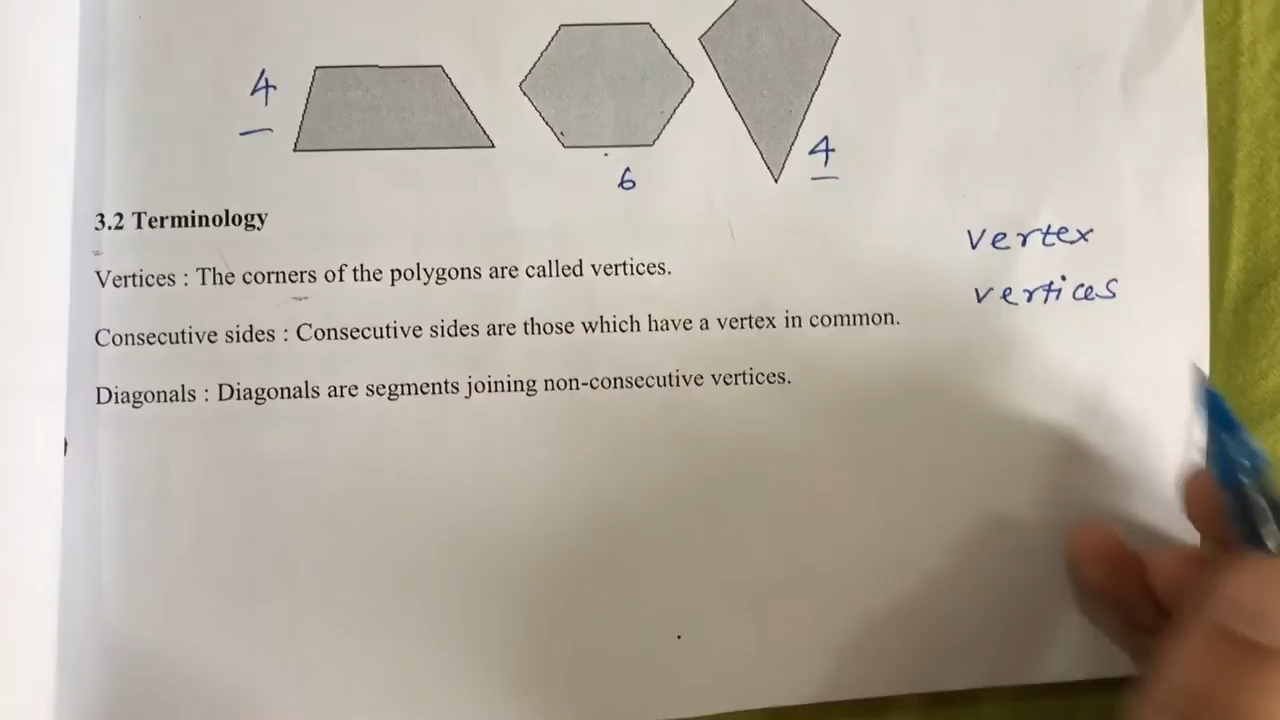 4
6
4
3.2 Terminology
vertex
Vertices : The corners of the polygons are called vertices.
vertices
Consecutive sides : Consecutive sides are those which have a vertex in common.
Diagonals : Diagonals are segments joining non-consecutive vertices.